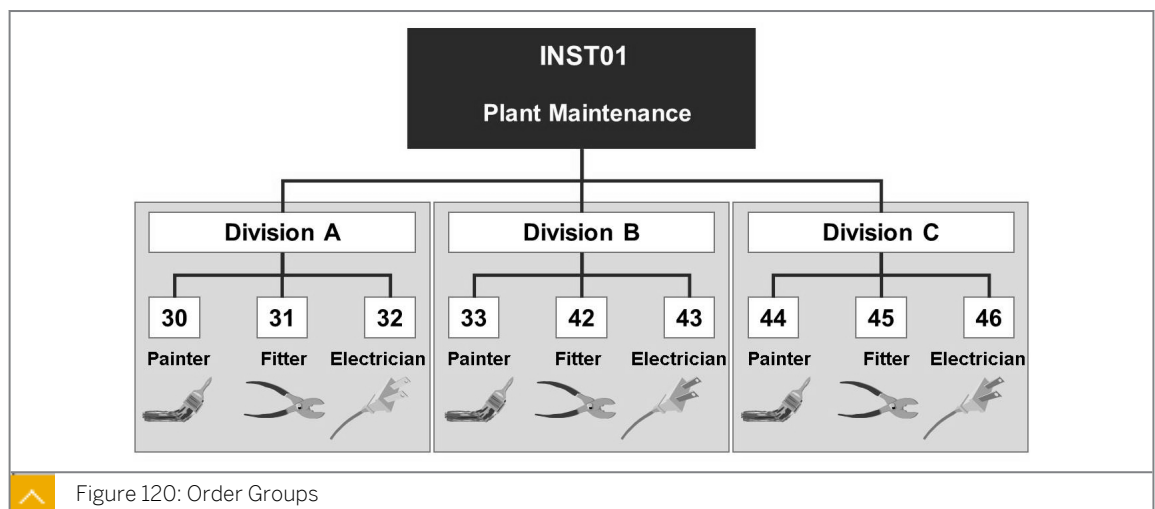 INST01
Plant Maintenance
Division A
Division B
Division C
30 31 32 33 42 43 44 45 46
Painter Fitter Electrician Painter Fitter Electrician Painter Fitter Electrician
Figure 120: Order Groups